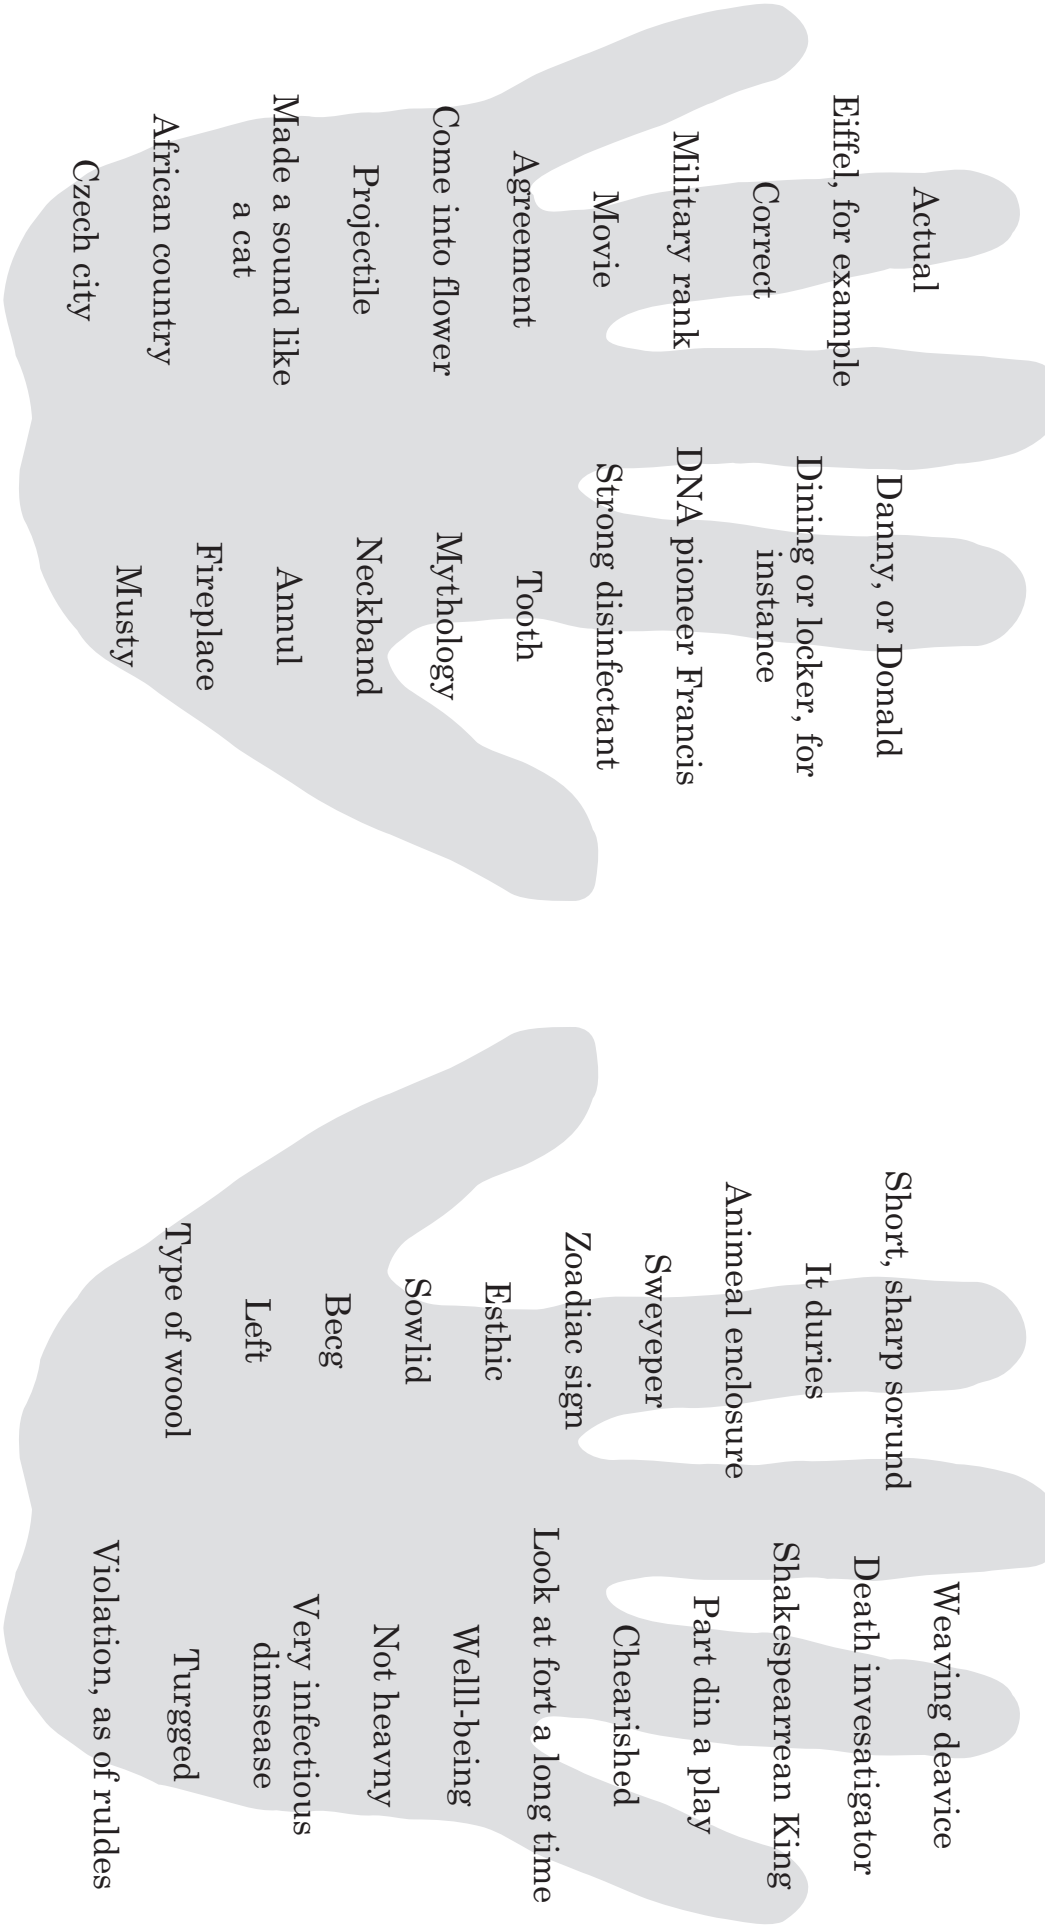 Actual
Eiffel, for example
Correct
Military rank
Movie
Agreement
Come into flower
Projectile
Made a sound like
a cat
African country
Czech city
Danny, or Donald
Dining or locker, for
instance
DNA pioneer Francis
Strong disinfectant
Tooth
Mythology
Neckband
Annul
Fireplace
Musty
Short, sharp sorund
It duries
Animeal enclosure
Sweyeper
Zoadiac sign
Esthic
Sowlid
Becg
Left
Type of woool
Weaving deavice
Death invesatigator
Shakespearrean King
Part din a play
Chearished
Look at fort a long time
Welll-being
Not heavny
Very infectious
dimsease
Turgged
Violation, as of ruldes